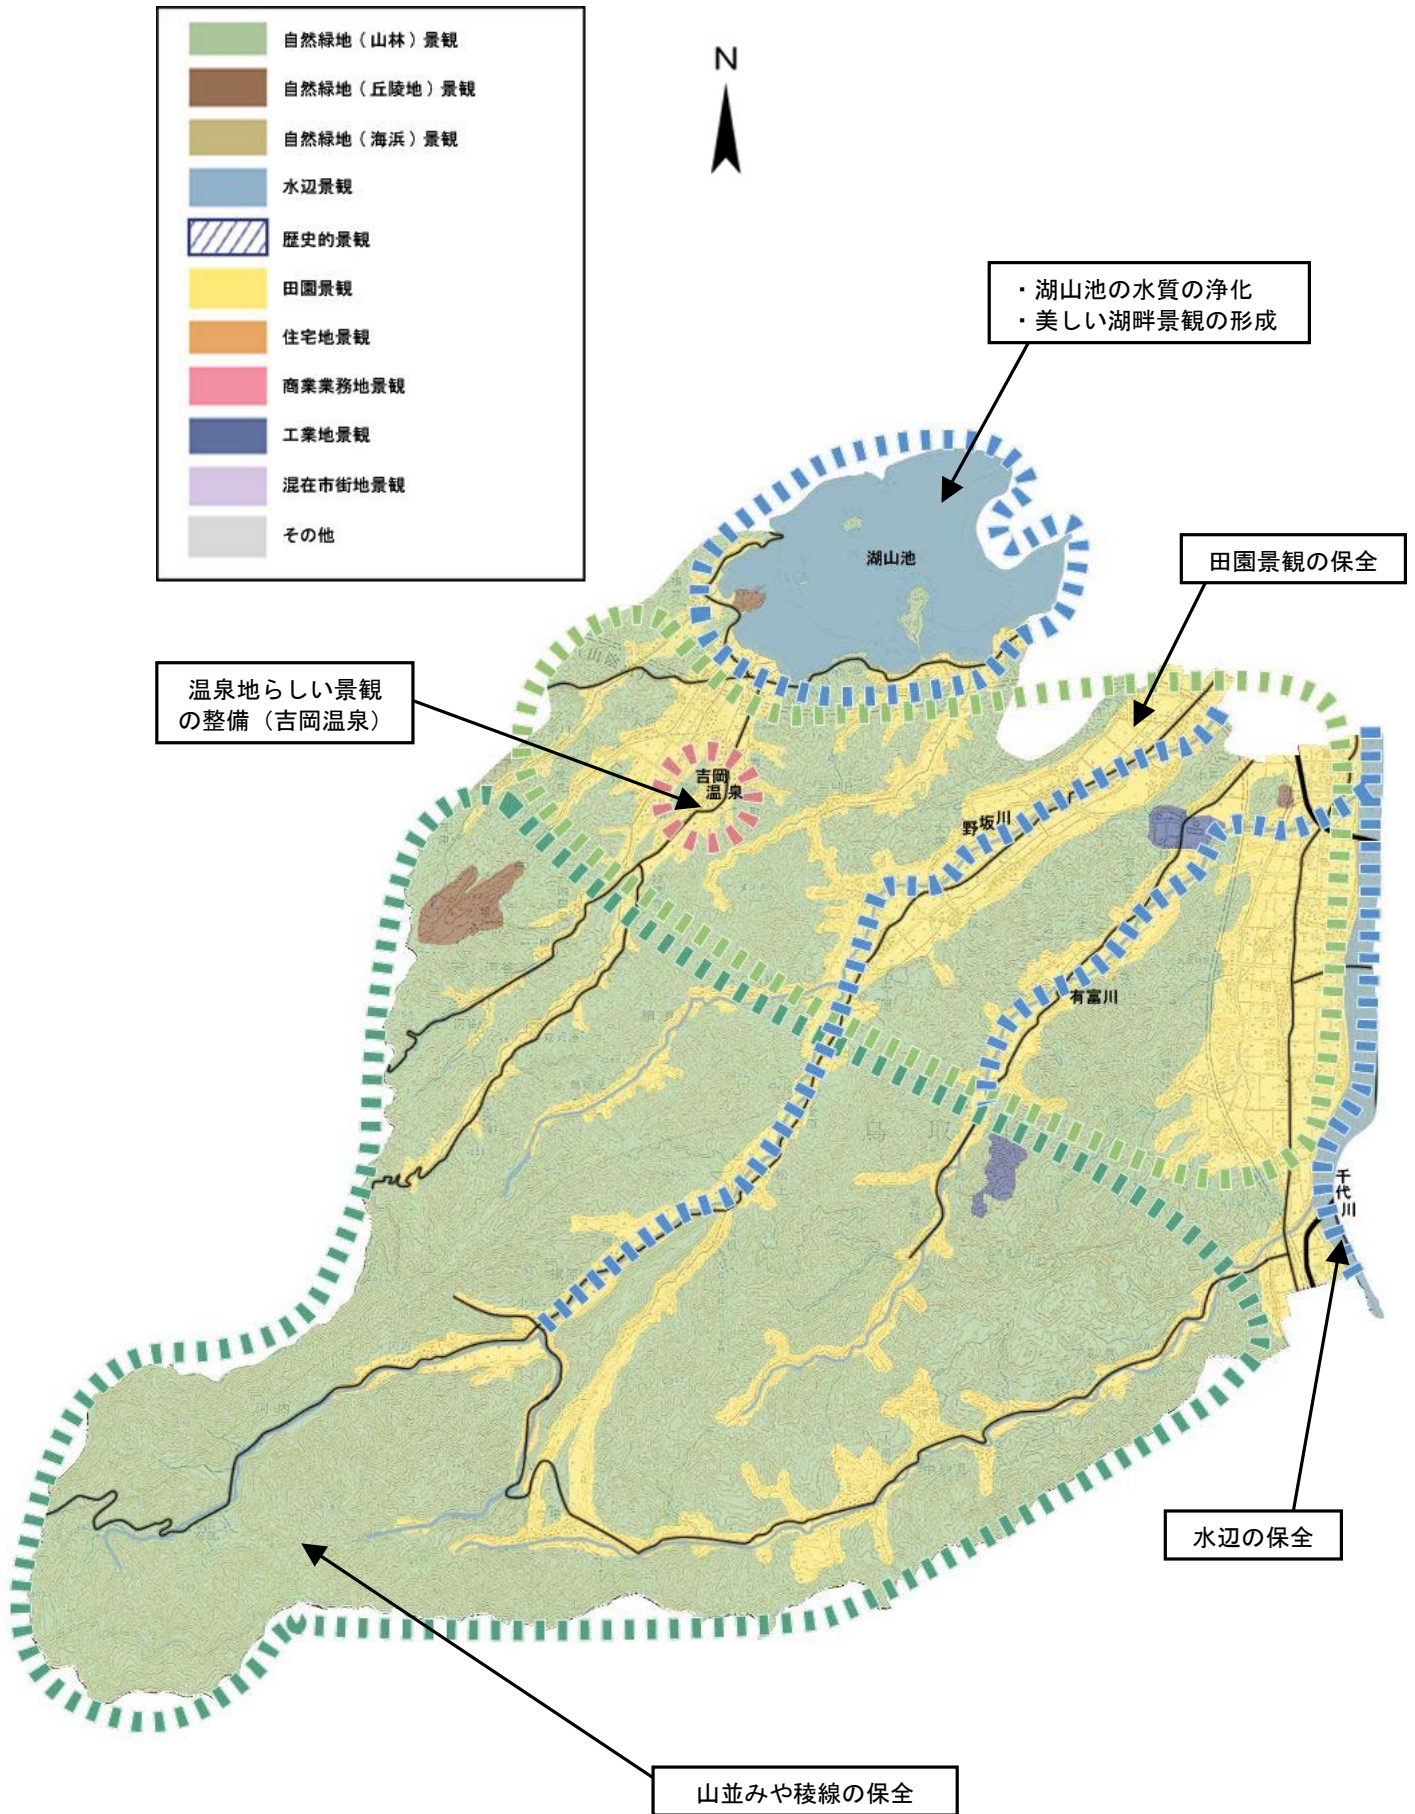 自然緑地（山林）景観
自然緑地（丘陵地）景観
自然緑地（海浜）景観
水辺景観
歴史的景観
田園景観
住宅地景観
商業業務地景観
工業地景観
混在市街地景観
その他
N
・湖山池の水質の浄化
・美しい湖畔景観の形成
湖山池
田園景観の保全
温泉地らしい景観
の整備（吉岡温泉）
吉岡
温泉
野坂川
有富川
鳥取
千代川
水辺の保全
山並みや稜線の保全